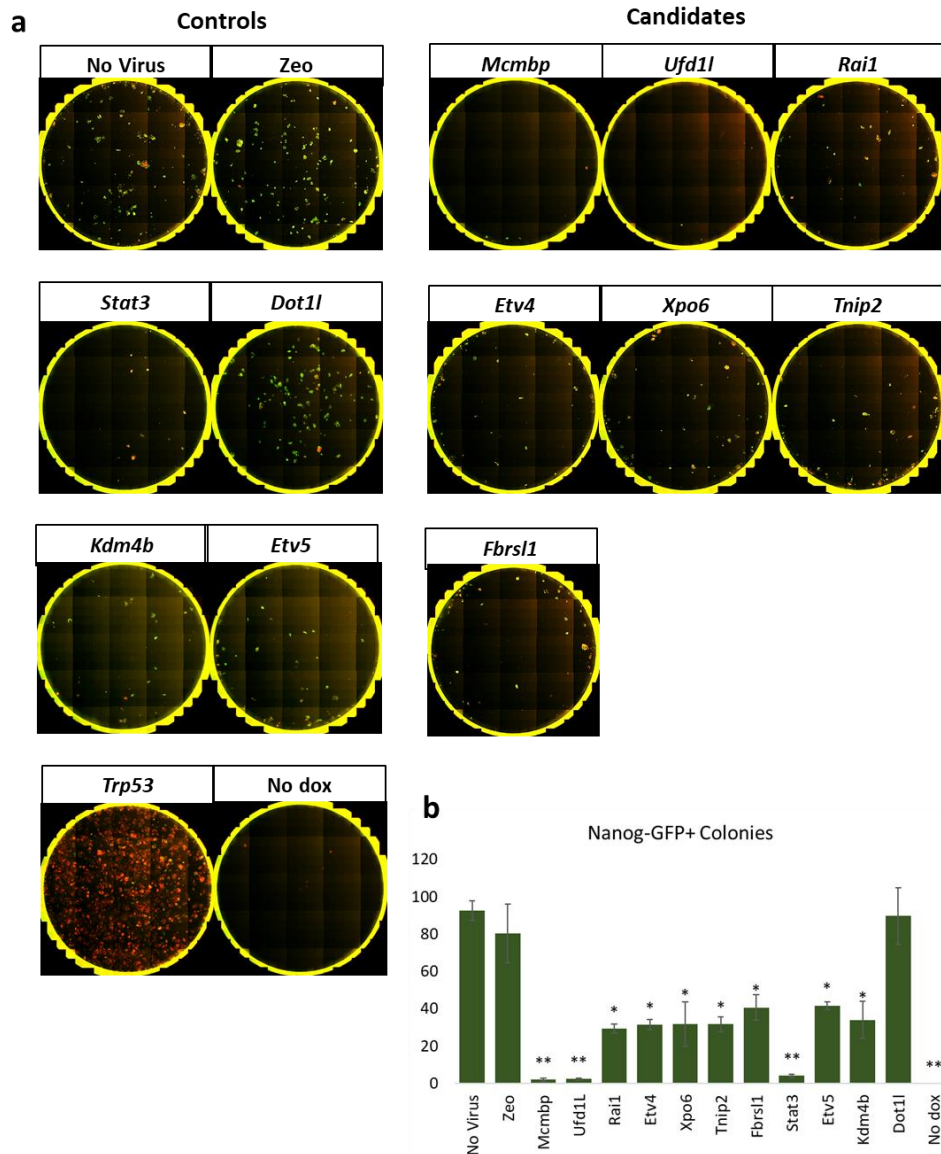 a
Controls
Candidates
No Virus Zeo
Mcmbp Ufd1l Rai1
Stat3 Dot1l
Etv4 Xpo6 Tnip2
Kdm4b Etv5
Fbrsl1
Trp53 No dox
b
Nanog-GFP+ Colonies
120
100
80
60
40
20
0
** ** * * * * * ** * * **
No Virus
Zeo
Mcmbp
Ufd1L
Rai1
Etv4
Xpo6
Tnip2
Fbrsl1
Stat3
Etv5
Kdm4b
Dot1l
No dox